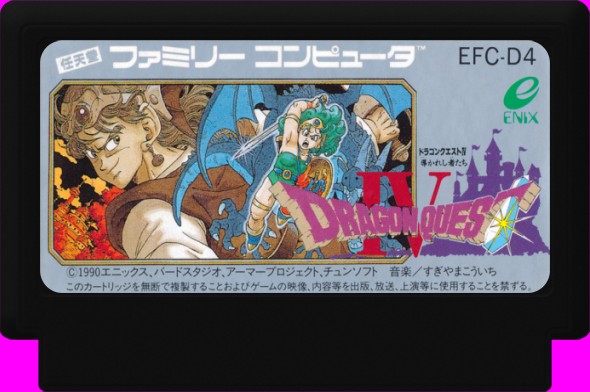 任天堂 ファミリー コンピュータ™
EFC-D4
ENIX
ドラゴンクエストIV
導かれし者たち
IV
DRAGON QUEST
©1990エニックス、バードスタジオ、アーマープロジェクト、チュンソフト 音楽/すぎやまこういち
このカートリッジを無断で複製することおよびゲームの映像、内容等を出版、放送、上演等に使用することを禁ずる。